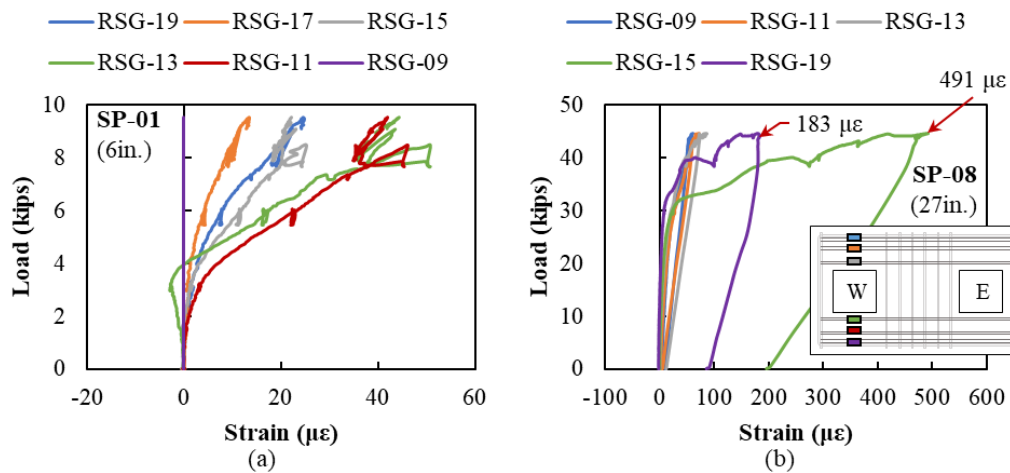 RSG-19 RSG-17 RSG-15
RSG-13 RSG-11 RSG-09
SP-01
(6in.)
Load (kips)
10
8
6
4
2
0
-20 0 20 40 60
Strain (με)
(a)
RSG-09 RSG-11 RSG-13
RSG-15 RSG-19
491 με
183 με
SP-08
(27in.)
W E
Load (kips)
50
40
30
20
10
0
-100 0 100 200 300 400 500 600
Strain (με)
(b)